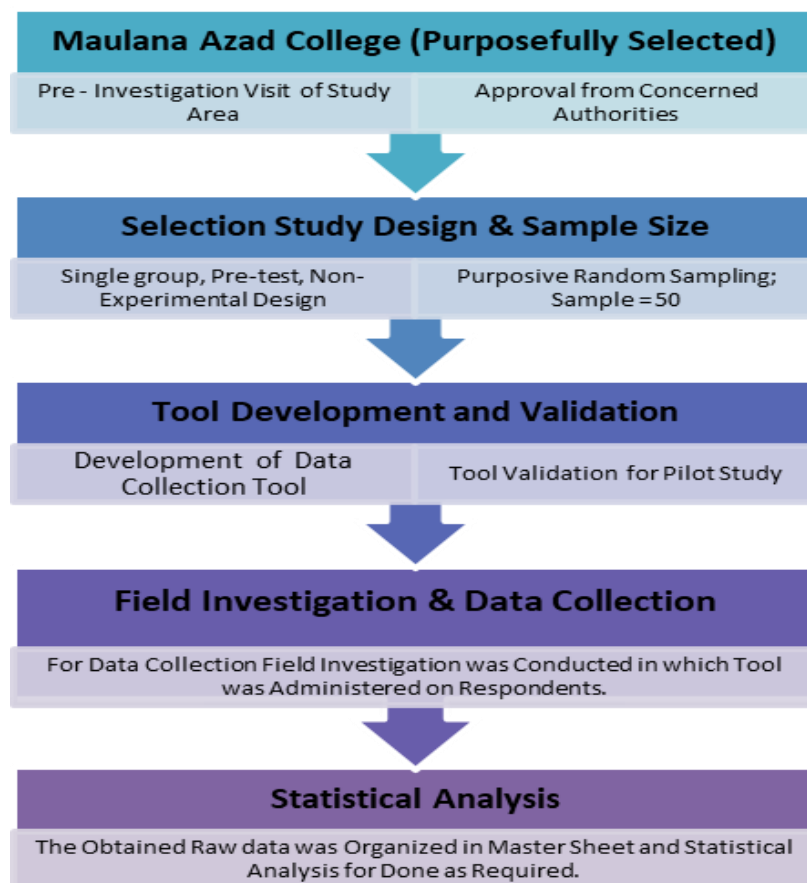 Maulana Azad College (Purposefully Selected)
Pre - Investigation Visit of Study
Area
Approval from Concerned
Authorities
Selection Study Design & Sample Size
Single group, Pre-test, Non-
Experimental Design
Purposive Random Sampling;
Sample =50
Tool Development and Validation
Development of Data
Collection Tool
Tool Validation for Pilot Study
Field Investigation & Data Collection
For Data Collection Field Investigation was Conducted in which Tool
was Administered on Respondents.
Statistical Analysis
The Obtained Raw data was Organized in Master Sheet and Statistical
Analysis for Done as Required.